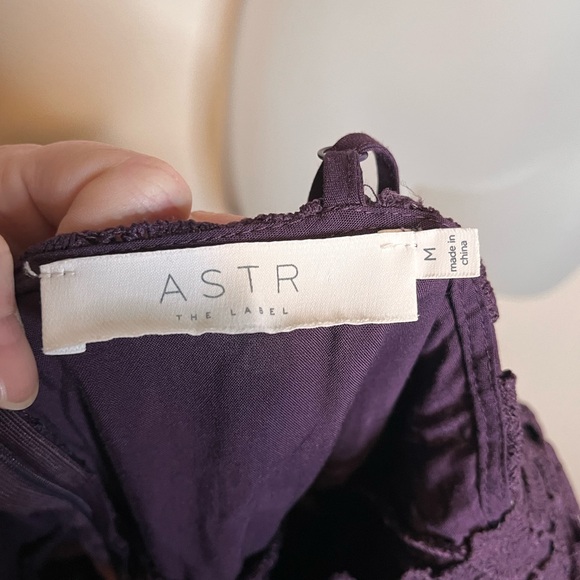 ASTR
THE LABEL
M
made in
china